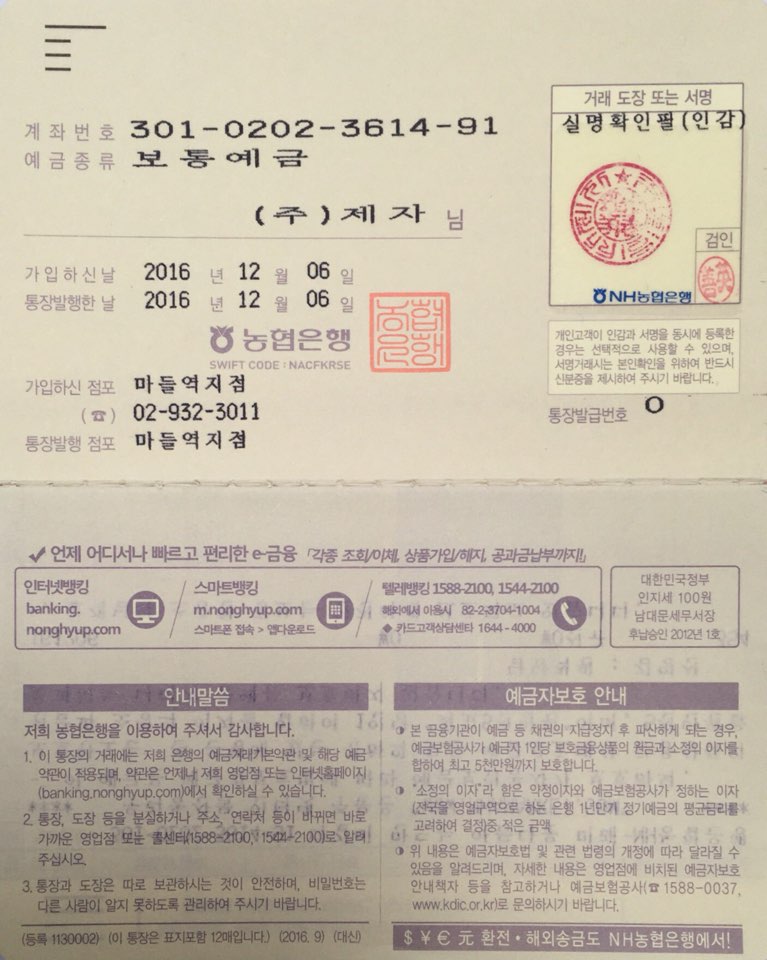 계좌번호 301-0202-3614-91
예금종류 보통예금
(주)제자 님
가입하신날 2016 년 12 월 06 일
통장발행한 날 2016 년 12 월 06 일
농협은행
SWIFT CODE : NACFKRSE
가입하신 점포 마들역지점
(☎) 02-932-3011
통장발행 점포 마들역지점
거래 도장 또는 서명
실명확인필(인감)
검인
NH농협은행
개인고객이 인감과 서명을 동시에 등록한
경우는 선택적으로 사용할 수 있으며,
서명거래시는 본인확인을 위하여 반드시
신분증을 제시하여 주시기 바랍니다.
통장발급번호 0
✓ 언제 어디서나 빠르고 편리한 e-금융 「각종 조회/이체, 상품가입/해지, 공과금납부까지!」
인터넷뱅킹
banking.
nonghyup.com
스마트뱅킹
m.nonghyup.com
스마트폰 접속 > 앱다운로드
텔레뱅킹 1588-2100, 1544-2100
해외에서 이용시 82-2-3704-1004
◆ 카드고객상담센타 1644 - 4000
대한민국정부
인지세 100원
남대문세무서장
후납승인 2012년 1호
안내말씀
저희 농협은행을 이용하여 주셔서 감사합니다.
1. 이 통장의 거래에는 저희 은행의 예금거래기본약관 및 해당 예금
약관이 적용되며, 약관은 언제나 저희 영업점 또는 인터넷홈페이지
(banking.nonghyup.com)에서 확인하실 수 있습니다.
2. 통장, 도장 등을 분실하거나 주소, 연락처 등이 바뀌면 바로
가까운 영업점 또는 콜센터(1588-2100, 1544-2100)로 알려
주십시오.
3. 통장과 도장은 따로 보관하시는 것이 안전하며, 비밀번호는
다른 사람이 알지 못하도록 관리하여 주시기 바랍니다.
(등록 1130002) (이 통장은 표지포함 12매입니다.) (2016. 9) (대신)
예금자보호 안내
본 금융기관이 예금 등 채권의 지급정지 후 파산하게 되는 경우,
예금보험공사가 예금자 1인당 보호금융상품의 원금과 소정의 이자를
합하여 최고 5천만원까지 보호합니다.
"소정의 이자"라 함은 약정이자와 예금보험공사가 정하는 이자
(전국을 영업구역으로 하는 은행 1년만기 정기예금의 평균금리를
고려하여 결정)중 적은 금액
위 내용은 예금자보호법 및 관련 법령의 개정에 따라 달라질 수
있음을 알려드리며, 자세한 내용은 영업점에 비치된 예금자보호
안내책자 등을 참고하거나 예금보험공사(☎1588-0037,
www.kdic.or.kr)로 문의하시기 바랍니다.
$ ¥ € 元 환전 · 해외송금도 NH농협은행에서!